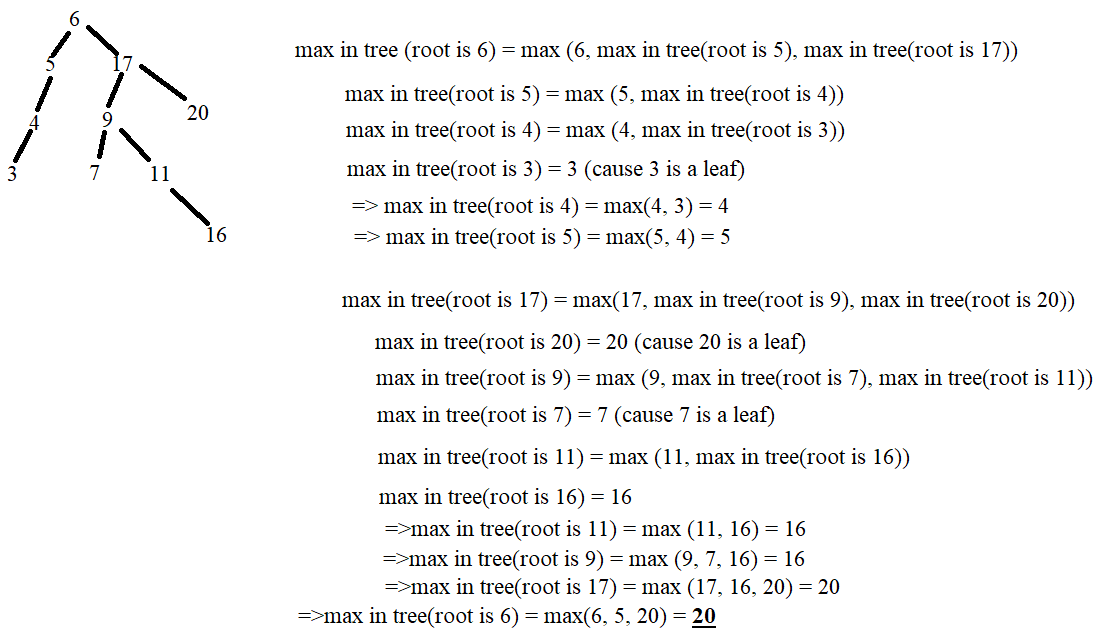 6
5 17
4 9 20
3 7 11
16
max in tree (root is 6) = max (6, max in tree(root is 5), max in tree(root is 17))
max in tree(root is 5) = max (5, max in tree(root is 4))
max in tree(root is 4) = max (4, max in tree(root is 3))
max in tree(root is 3) = 3 (cause 3 is a leaf)
=> max in tree(root is 4) = max(4, 3) = 4
=> max in tree(root is 5) = max(5, 4) = 5
max in tree(root is 17) = max(17, max in tree(root is 9), max in tree(root is 20))
max in tree(root is 20) = 20 (cause 20 is a leaf)
max in tree(root is 9) = max (9, max in tree(root is 7), max in tree(root is 11))
max in tree(root is 7) = 7 (cause 7 is a leaf)
max in tree(root is 11) = max (11, max in tree(root is 16))
max in tree(root is 16) = 16
=>max in tree(root is 11) = max (11, 16) = 16
=>max in tree(root is 9) = max (9, 7, 16) = 16
=>max in tree(root is 17) = max (17, 16, 20) = 20
=>max in tree(root is 6) = max(6, 5, 20) = 20